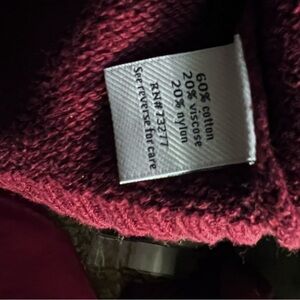 60% cotton
20% viscose
20% nylon
RN# 73277
See reverse for care